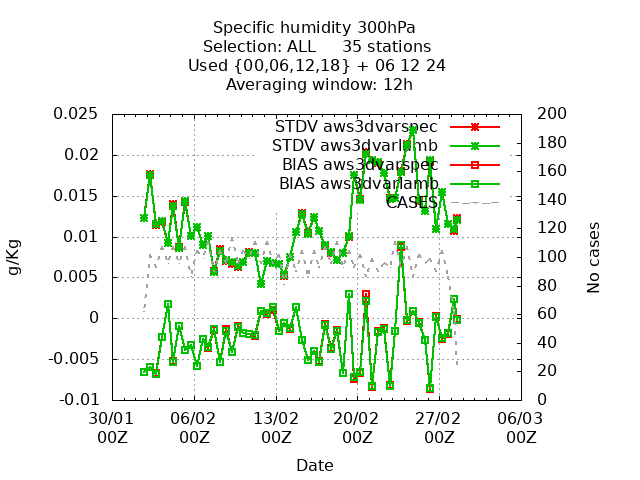 Specific humidity 300hPa
Selection: ALL 35 stations
Used {00,06,12,18} + 06 12 24
Averaging window: 12h
STDV aws3dvarspec
STDV aws3dvarlamb
BIAS aws3dvarspec
BIAS aws3dvarlamb
CASES
0.025
0.02
0.015
0.01
0.005
0
-0.005
-0.01
g/Kg
200
180
160
140
120
100
80
60
40
20
0
No cases
30/01 06/02 13/02 20/02 27/02 06/03
00Z 00Z 00Z 00Z 00Z 00Z
Date